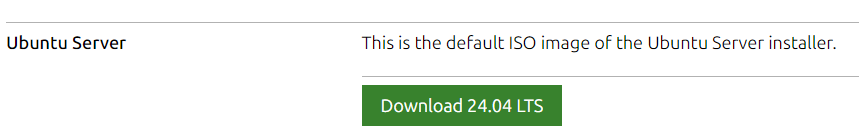 Ubuntu Server
This is the default ISO image of the Ubuntu Server installer.
Download 24.04 LTS